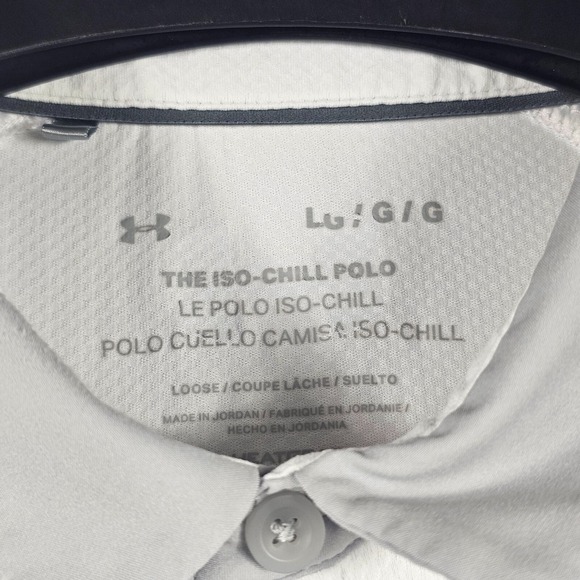 LG / G / G
THE ISO-CHILL POLO
LE POLO ISO-CHILL
POLO CUELLO CAMISA ISO-CHILL
LOOSE / COUPE LÂCHE / SUELTO
MADE IN JORDAN / FABRIQUÉ EN JORDANIE /
HECHO EN JORDANIA